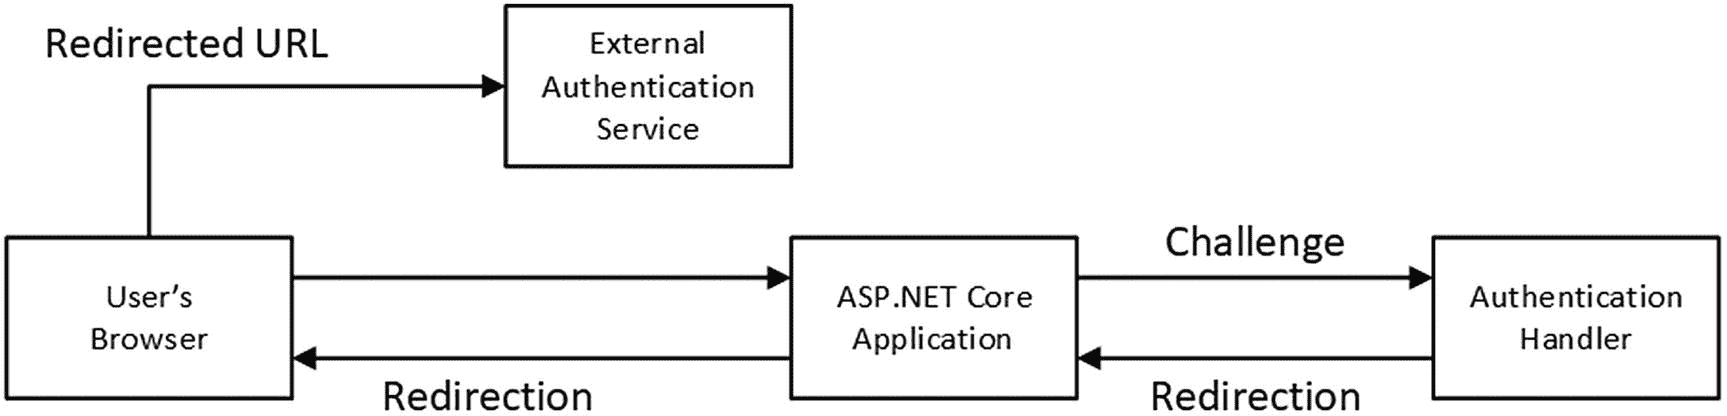 Redirected URL
External
Authentication
Service
User's
Browser
ASP.NET Core
Application
Challenge
Authentication
Handler
Redirection
Redirection